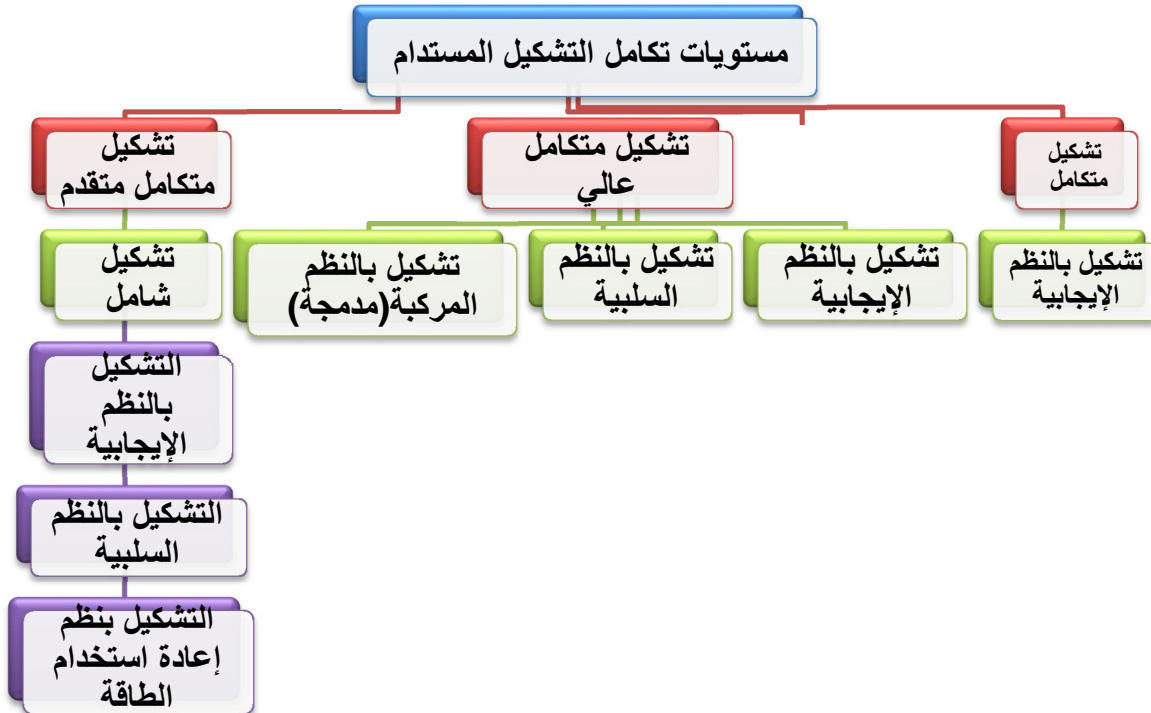 مستويات تكامل التشكيل المستدام
تشكيل
متكامل
تشكيل متكامل
عالي
تشكيل
متكامل متقدم
تشكيل بالنظم
الإيجابية
تشكيل بالنظم
الإيجابية
تشكيل بالنظم
السلبية
تشكيل بالنظم
المركبة(مدمجة)
تشكيل
شامل
التشكيل
بالنظم
الإيجابية
التشكيل بالنظم
السلبية
التشكيل بنظم
إعادة استخدام
الطاقة